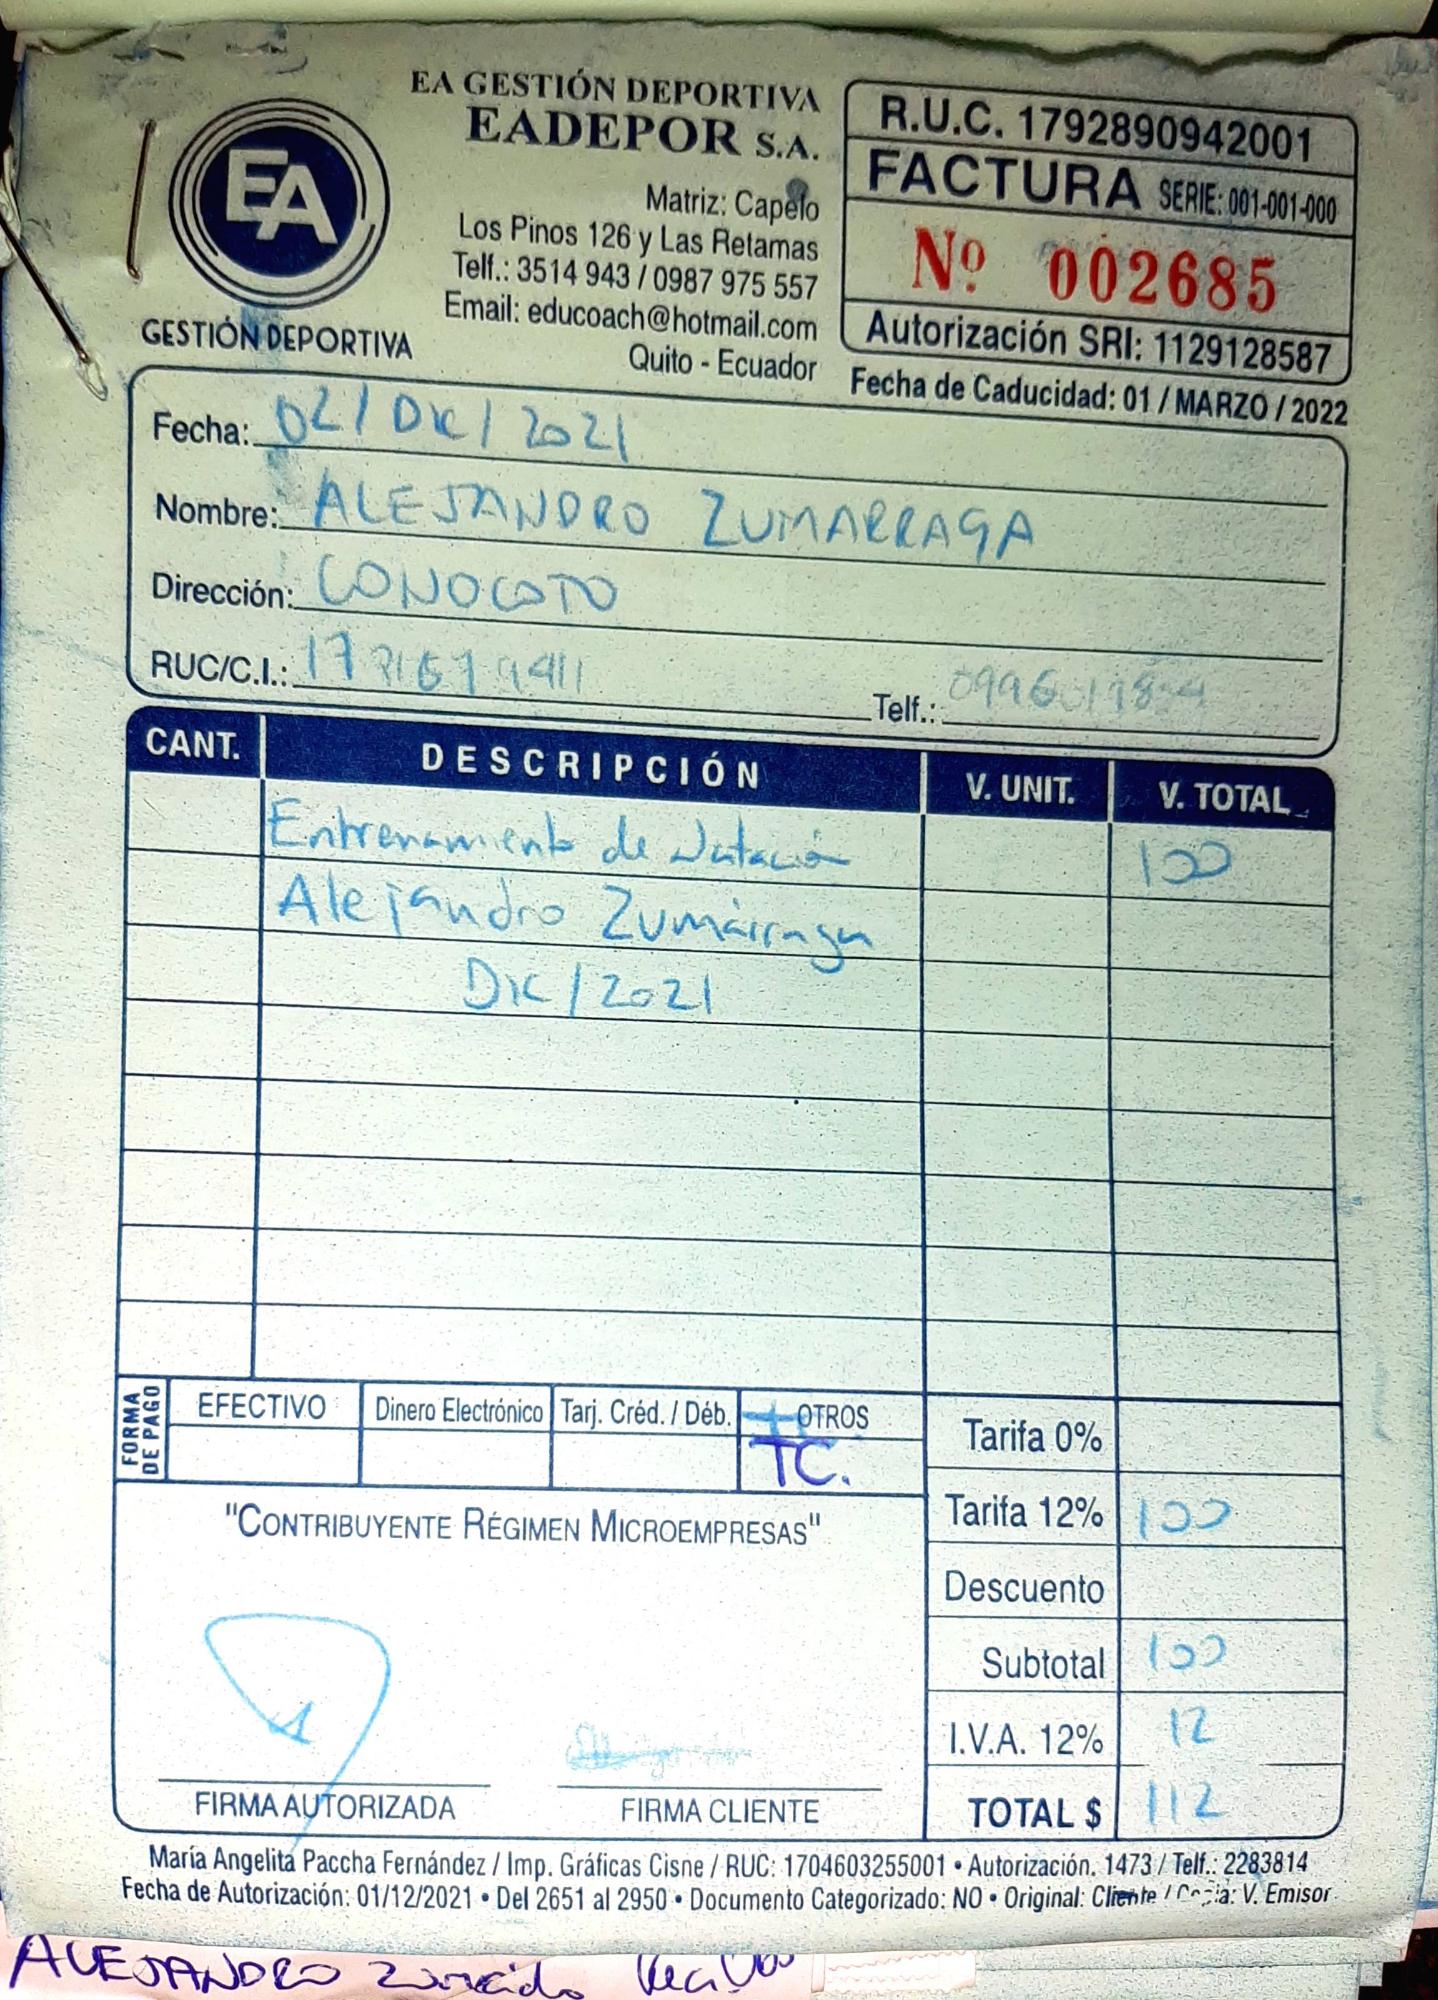 EA GESTIÓN DEPORTIVA
EADEPOR S.A.
EA
GESTIÓN DEPORTIVA
Matriz: Capelo
Los Pinos 126 y Las Retamas
Telf.: 3514 943 / 0987 975 557
Email: educoach@hotmail.com
Quito - Ecuador
R.U.C. 1792890942001
FACTURA SERIE: 001-001-000
Nº 002685
Autorización SRI: 1129128587
Fecha de Caducidad: 01 / MARZO / 2022
Fecha: 02 / DIC / 2021
Nombre: ALEJANDRO ZUMARRAGA
Dirección: CONOCOTO
RUC/C.I.:
Telf.:
CANT. DESCRIPCIÓN V. UNIT. V. TOTAL
Entrenamiento de Natación 100
Alejandro Zumárraga
DIC / 2021
FORMA DE PAGO
EFECTIVO Dinero Electrónico Tarj. Créd. / Déb. OTROS
TC.
Tarifa 0%
Tarifa 12% 100
Descuento
Subtotal 100
I.V.A. 12% 12
TOTAL $ 112
"CONTRIBUYENTE RÉGIMEN MICROEMPRESAS"
FIRMA AUTORIZADA FIRMA CLIENTE
María Angelita Paccha Fernández / Imp. Gráficas Cisne / RUC: 1704603255001 • Autorización. 1473 / Telf.: 2283814
Fecha de Autorización: 01/12/2021 • Del 2651 al 2950 • Documento Categorizado: NO • Original: Cliente / Copia: V. Emisor
ALEJANDRO